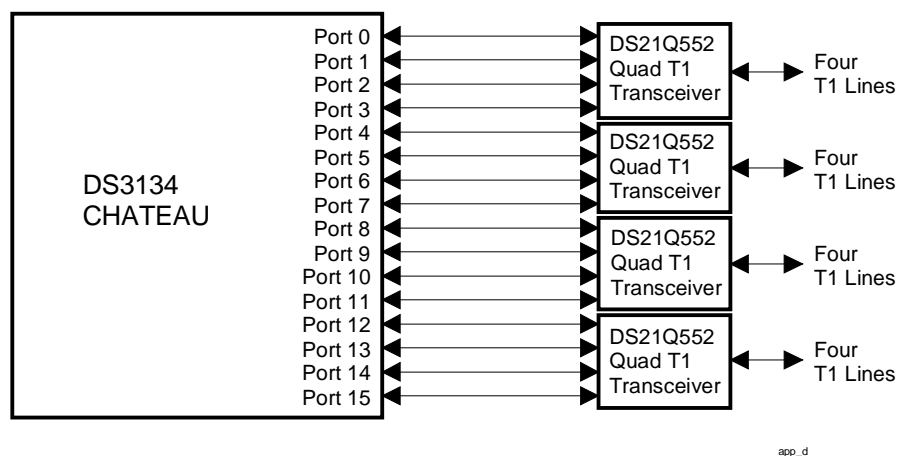 DS3134
CHATEAU
Port 0
Port 1
Port 2
Port 3
Port 4
Port 5
Port 6
Port 7
Port 8
Port 9
Port 10
Port 11
Port 12
Port 13
Port 14
Port 15
DS21Q552
Quad T1
Transceiver
Four
T1 Lines
DS21Q552
Quad T1
Transceiver
Four
T1 Lines
DS21Q552
Quad T1
Transceiver
Four
T1 Lines
DS21Q552
Quad T1
Transceiver
Four
T1 Lines
app_d